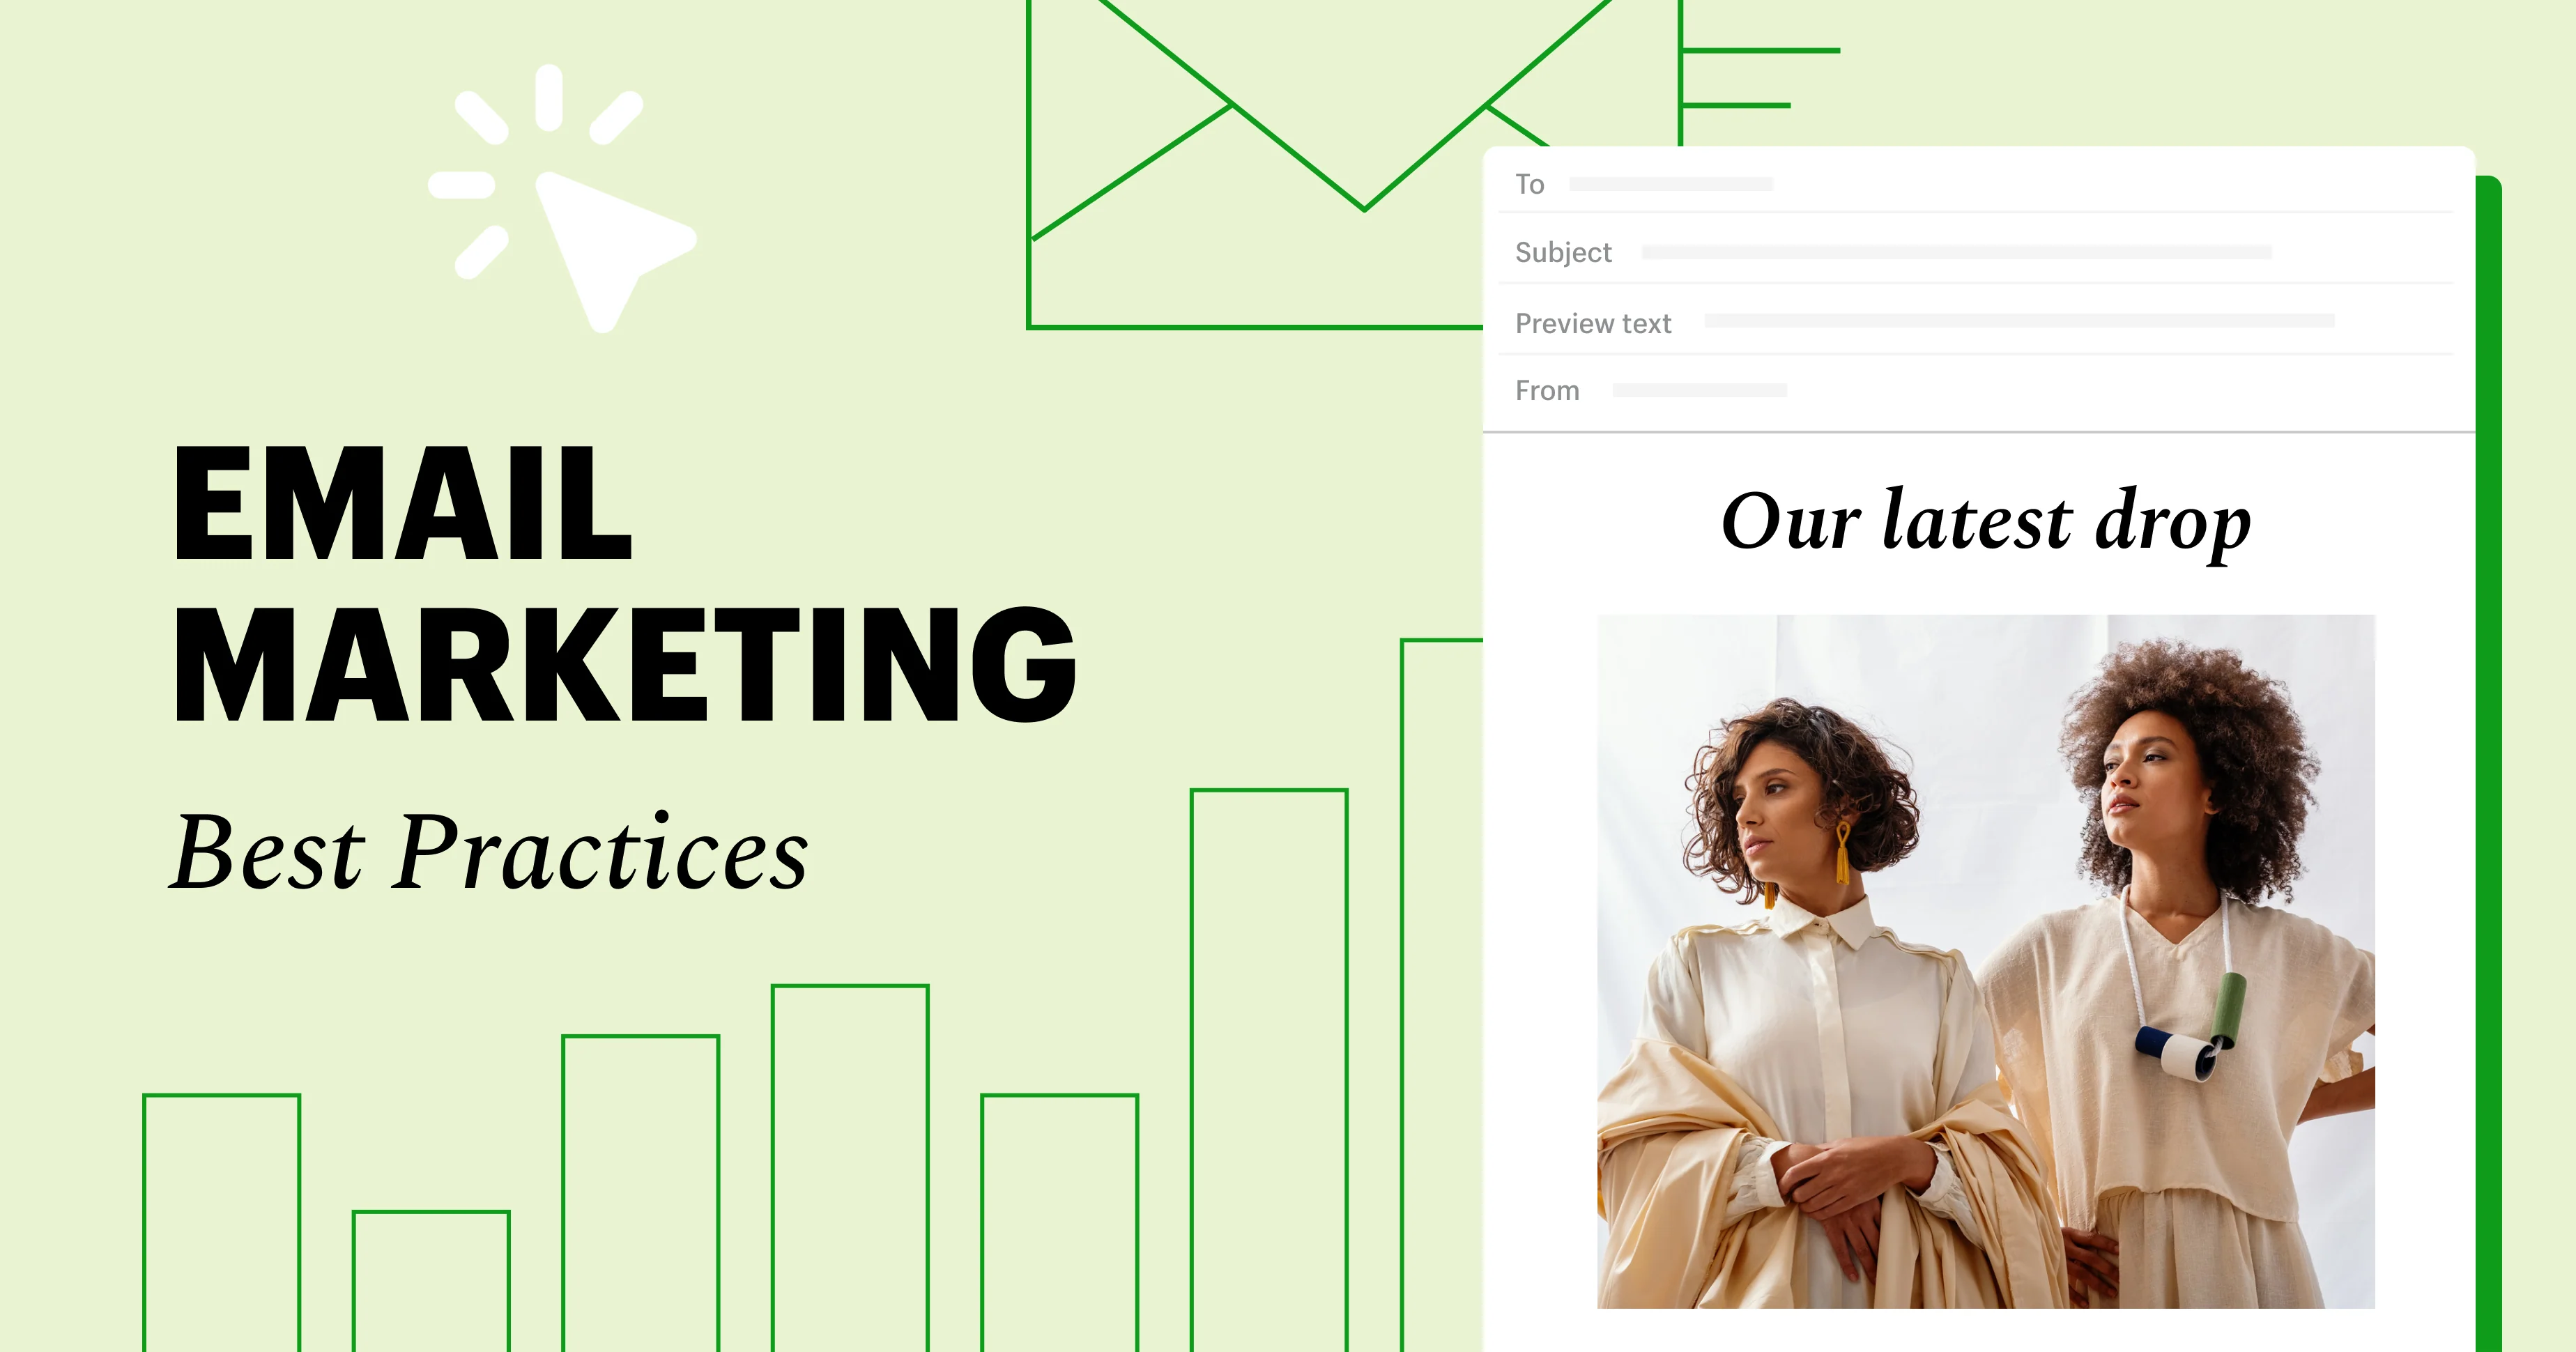 EMAIL
MARKETING
Best Practices
To
Subject
Preview text
From
Our latest drop